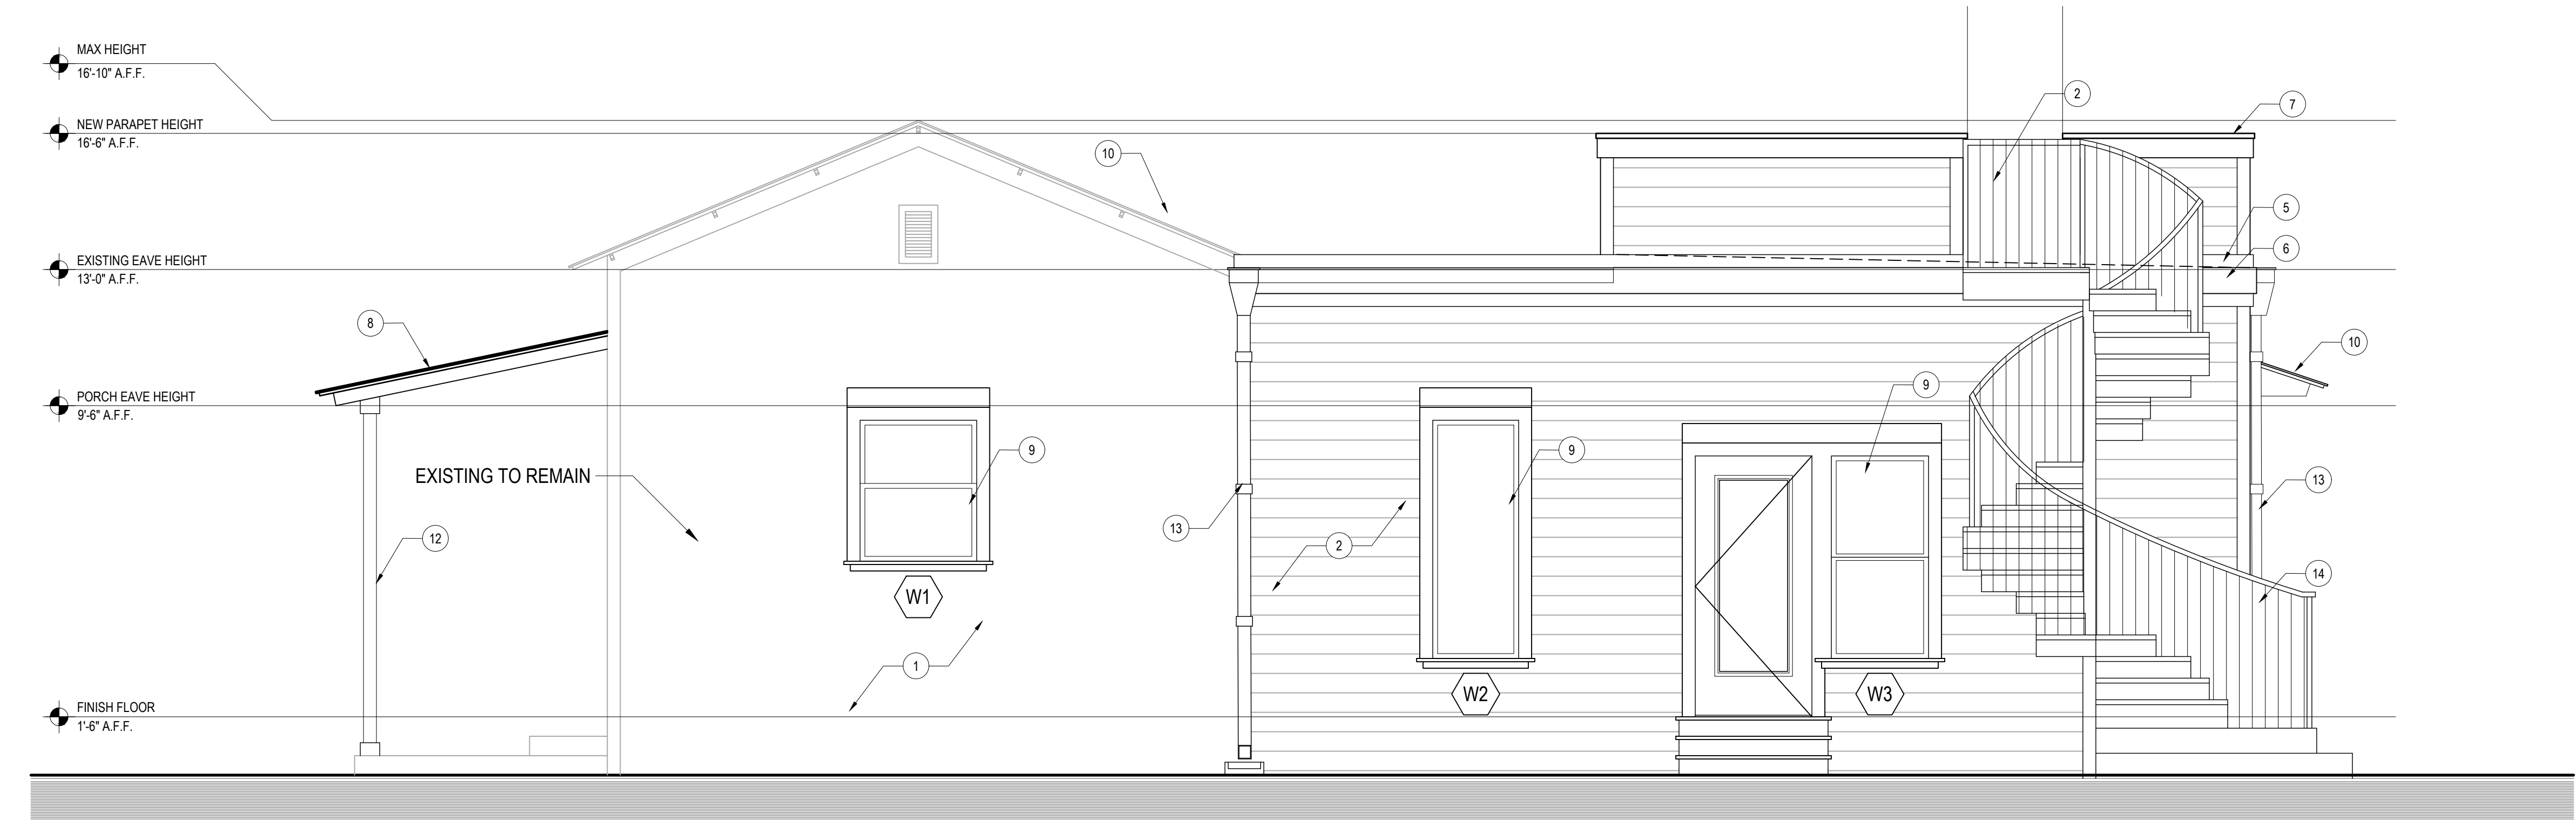 MAX HEIGHT
16'-10" A.F.F.
2
7
NEW PARAPET HEIGHT
16'-6" A.F.F.
10
5
6
EXISTING EAVE HEIGHT
13'-0" A.F.F.
8
10
PORCH EAVE HEIGHT
9'-6" A.F.F.
9
9
9
EXISTING TO REMAIN
13
13
12
2
14
W1
1
W2
W3
FINISH FLOOR
1'-6" A.F.F.